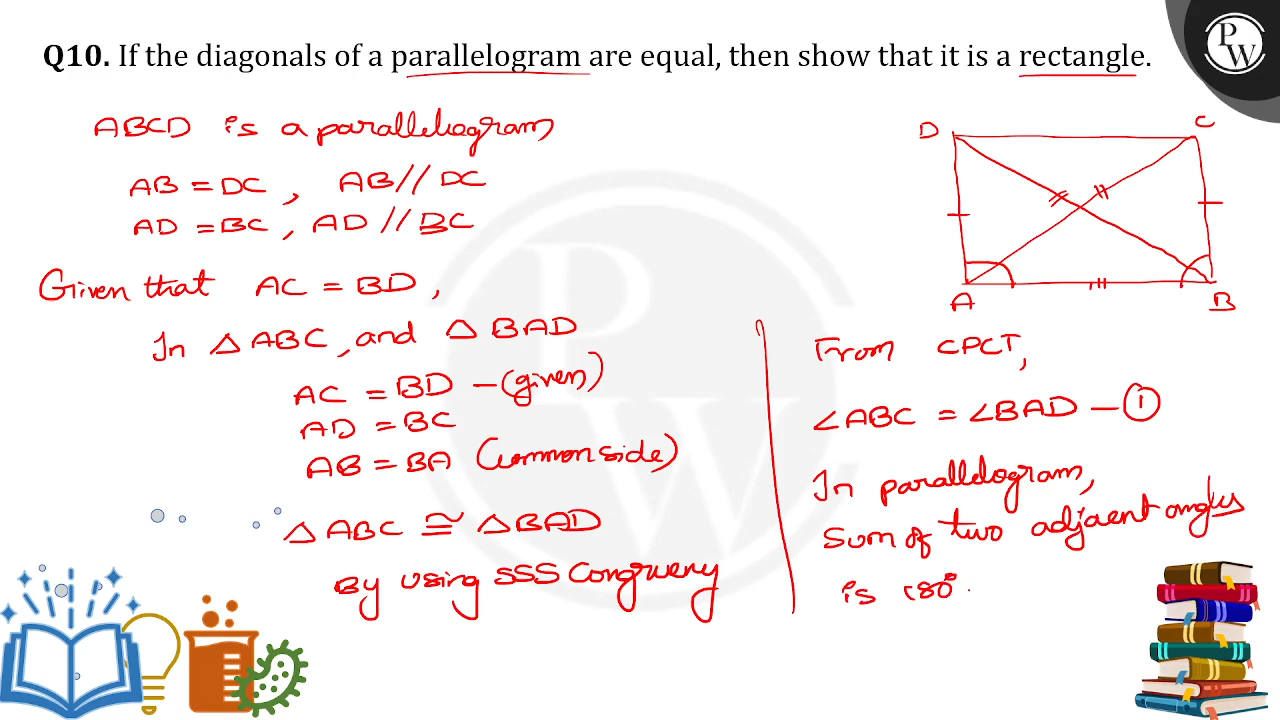 Q10. If the diagonals of a parallelogram are equal, then show that it is a rectangle.
P
W
ABCD is a parallelogram
AB = DC, AB // DC
AD = BC, AD // BC
Given that AC = BD,
In △ ABC, and △ BAD
AC = BD - (given)
AD = BC
AB = BA (common side)
△ ABC ≅ △ BAD
By using SSS Congruency
D
C
A
B
From CPCT,
∠ABC = ∠BAD - ①
In parallelogram,
Sum of two adjacent angles
is 180°.
P
W